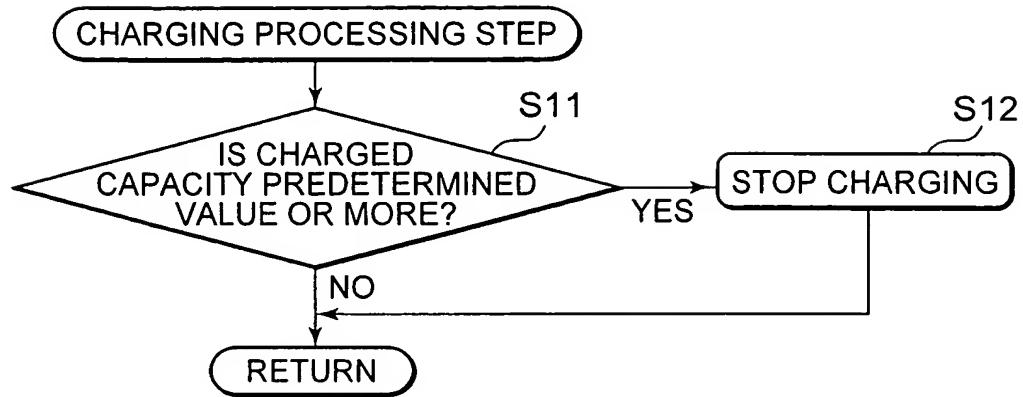 CHARGING PROCESSING STEP
S11
IS CHARGED
CAPACITY PREDETERMINED
VALUE OR MORE?
S12
STOP CHARGING
YES
NO
RETURN